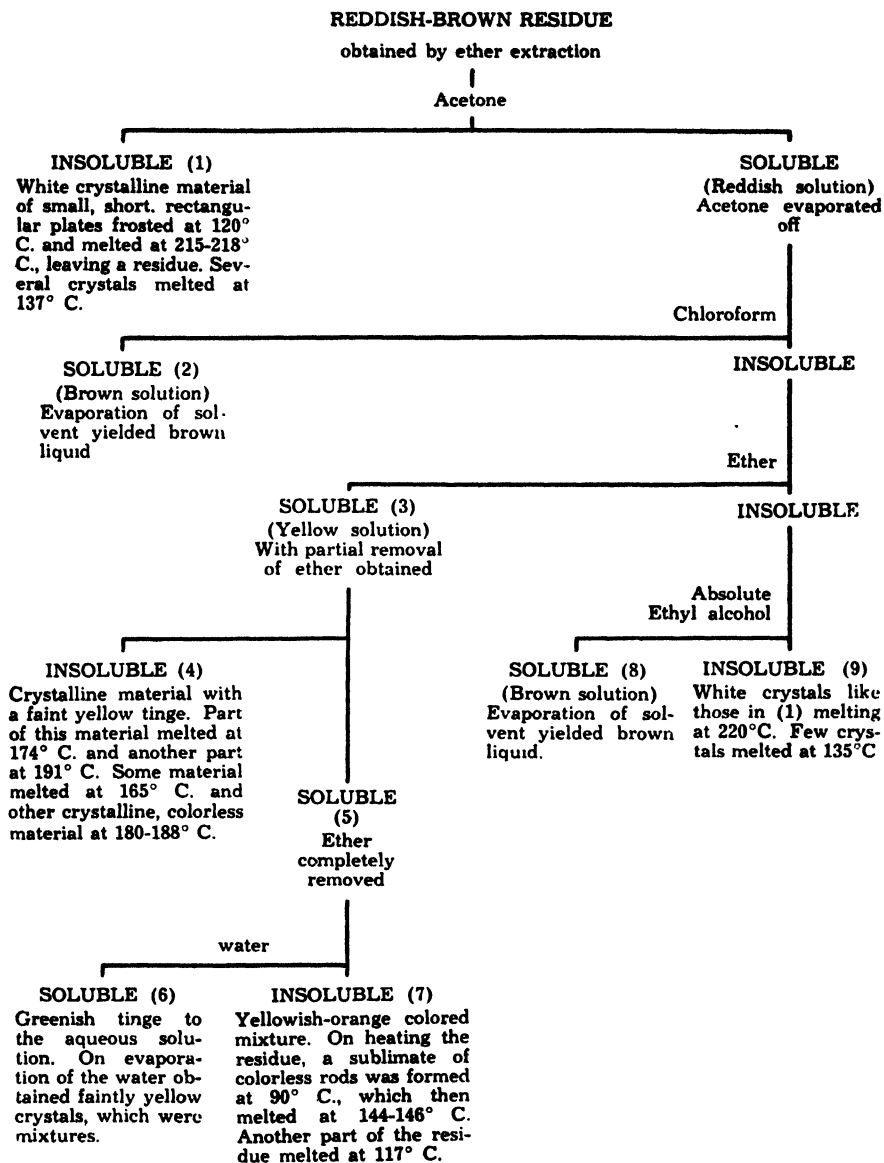 REDDISH-BROWN RESIDUE
obtained by ether extraction
Acetone
INSOLUBLE (1)
White crystalline material
of small, short. rectangu-
lar plates frosted at 120°
C. and melted at 215-218°
C., leaving a residue. Sev-
eral crystals melted at
137° C.
SOLUBLE
(Reddish solution)
Acetone evaporated
off
Chloroform
SOLUBLE (2)
(Brown solution)
Evaporation of sol-
vent yielded brown
liquid
INSOLUBLE
Ether
SOLUBLE (3)
(Yellow solution)
With partial removal
of ether obtained
INSOLUBLE
Absolute
Ethyl alcohol
INSOLUBLE (4)
Crystalline material with
a faint yellow tinge. Part
of this material melted at
174° C. and another part
at 191° C. Some material
melted at 165° C. and
other crystalline, colorless
material at 180-188° C.
SOLUBLE (8)
(Brown solution)
Evaporation of sol-
vent yielded brown
liquid.
INSOLUBLE (9)
White crystals like
those in (1) melting
at 220°C. Few crys-
tals melted at 135°C
SOLUBLE
(5)
Ether
completely
removed
water
SOLUBLE (6)
Greenish tinge to
the aqueous solu-
tion. On evapora-
tion of the water ob-
tained faintly yellow
crystals, which were
mixtures.
INSOLUBLE (7)
Yellowish-orange colored
mixture. On heating the
residue, a sublimate of
colorless rods was formed
at 90° C., which then
melted at 144-146° C.
Another part of the resi-
due melted at 117° C.